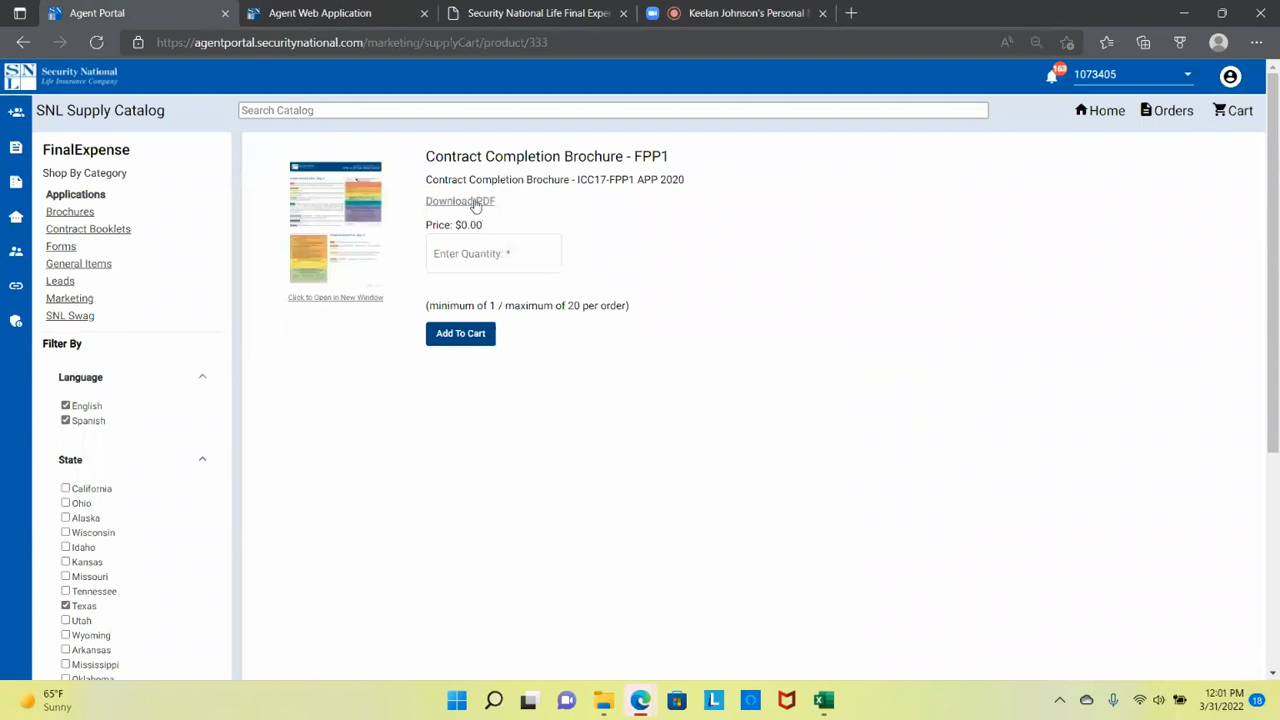 Agent Portal
Agent Web Application
Security National Life Final Expe
Keelan Johnson's Personal M
https://agentportal.securitynational.com/marketing/supplyCart/product/333
SNL
Security National
Life Insurance Company
163
1073405
SNL Supply Catalog
Search Catalog
Home
Orders
Cart
FinalExpense
Shop By Category
Applications
Brochures
Contract Booklets
Forms
General Items
Leads
Marketing
SNL Swag
Filter By
Language
English
Spanish
State
California
Ohio
Alaska
Wisconsin
Idaho
Kansas
Missouri
Tennessee
Texas
Utah
Wyoming
Arkansas
Mississippi
Oklahoma
Click to Open in New Window
Contract Completion Brochure - FPP1
Contract Completion Brochure - ICC17-FPP1 APP 2020
Download PDF
Price: $0.00
Enter Quantity: *
(minimum of 1 / maximum of 20 per order)
Add To Cart
65°F
Sunny
12:01 PM
3/31/2022
18